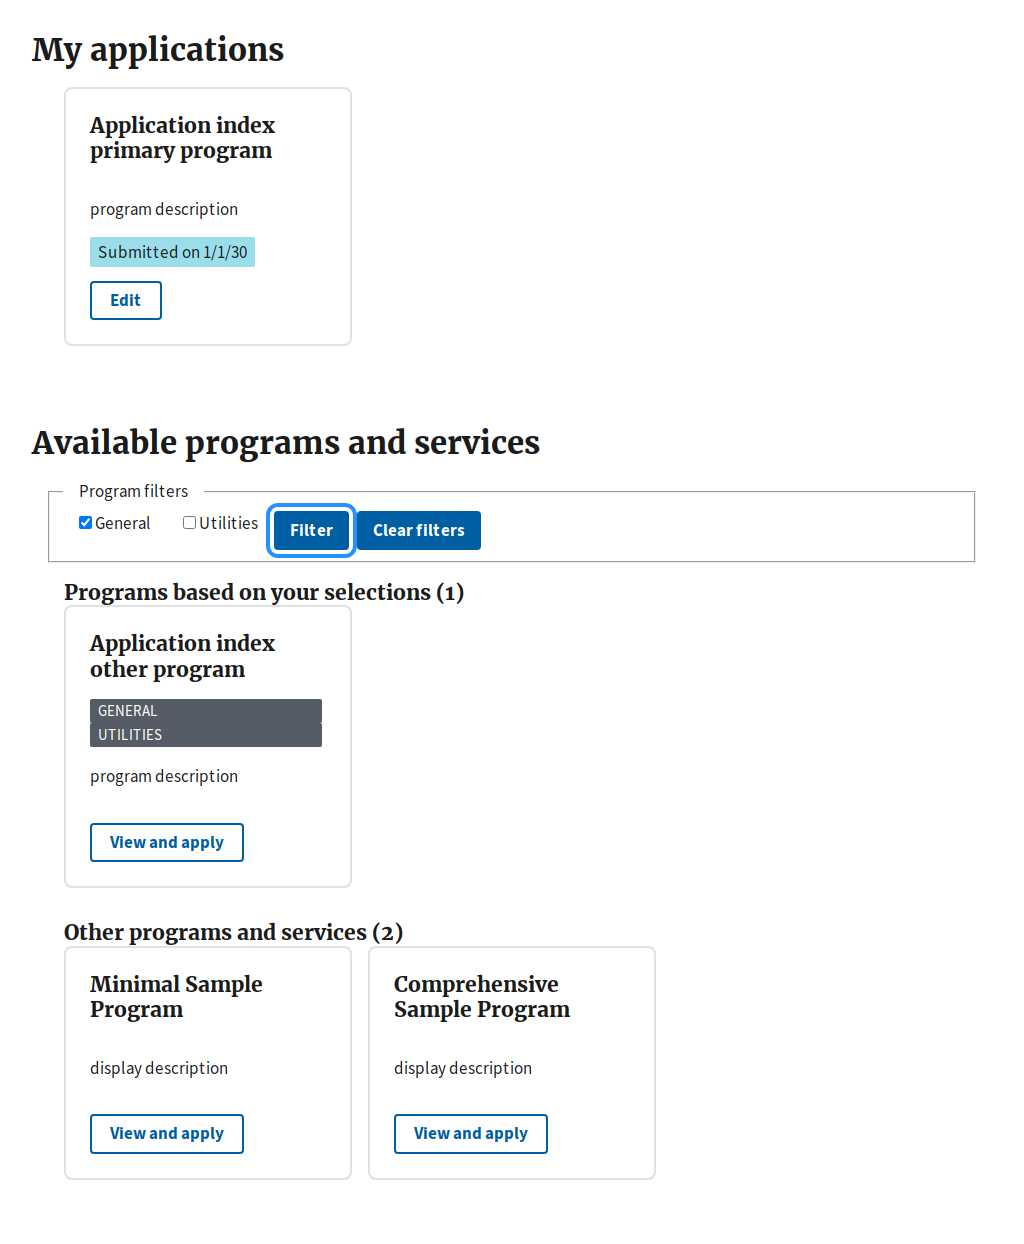 My applications
Application index
primary program
program description
Submitted on 1/1/30
Edit
Available programs and services
Program filters
General Utilities Filter Clear filters
Programs based on your selections (1)
Application index
other program
GENERAL
UTILITIES
program description
View and apply
Other programs and services (2)
Minimal Sample
Program
display description
View and apply
Comprehensive
Sample Program
display description
View and apply